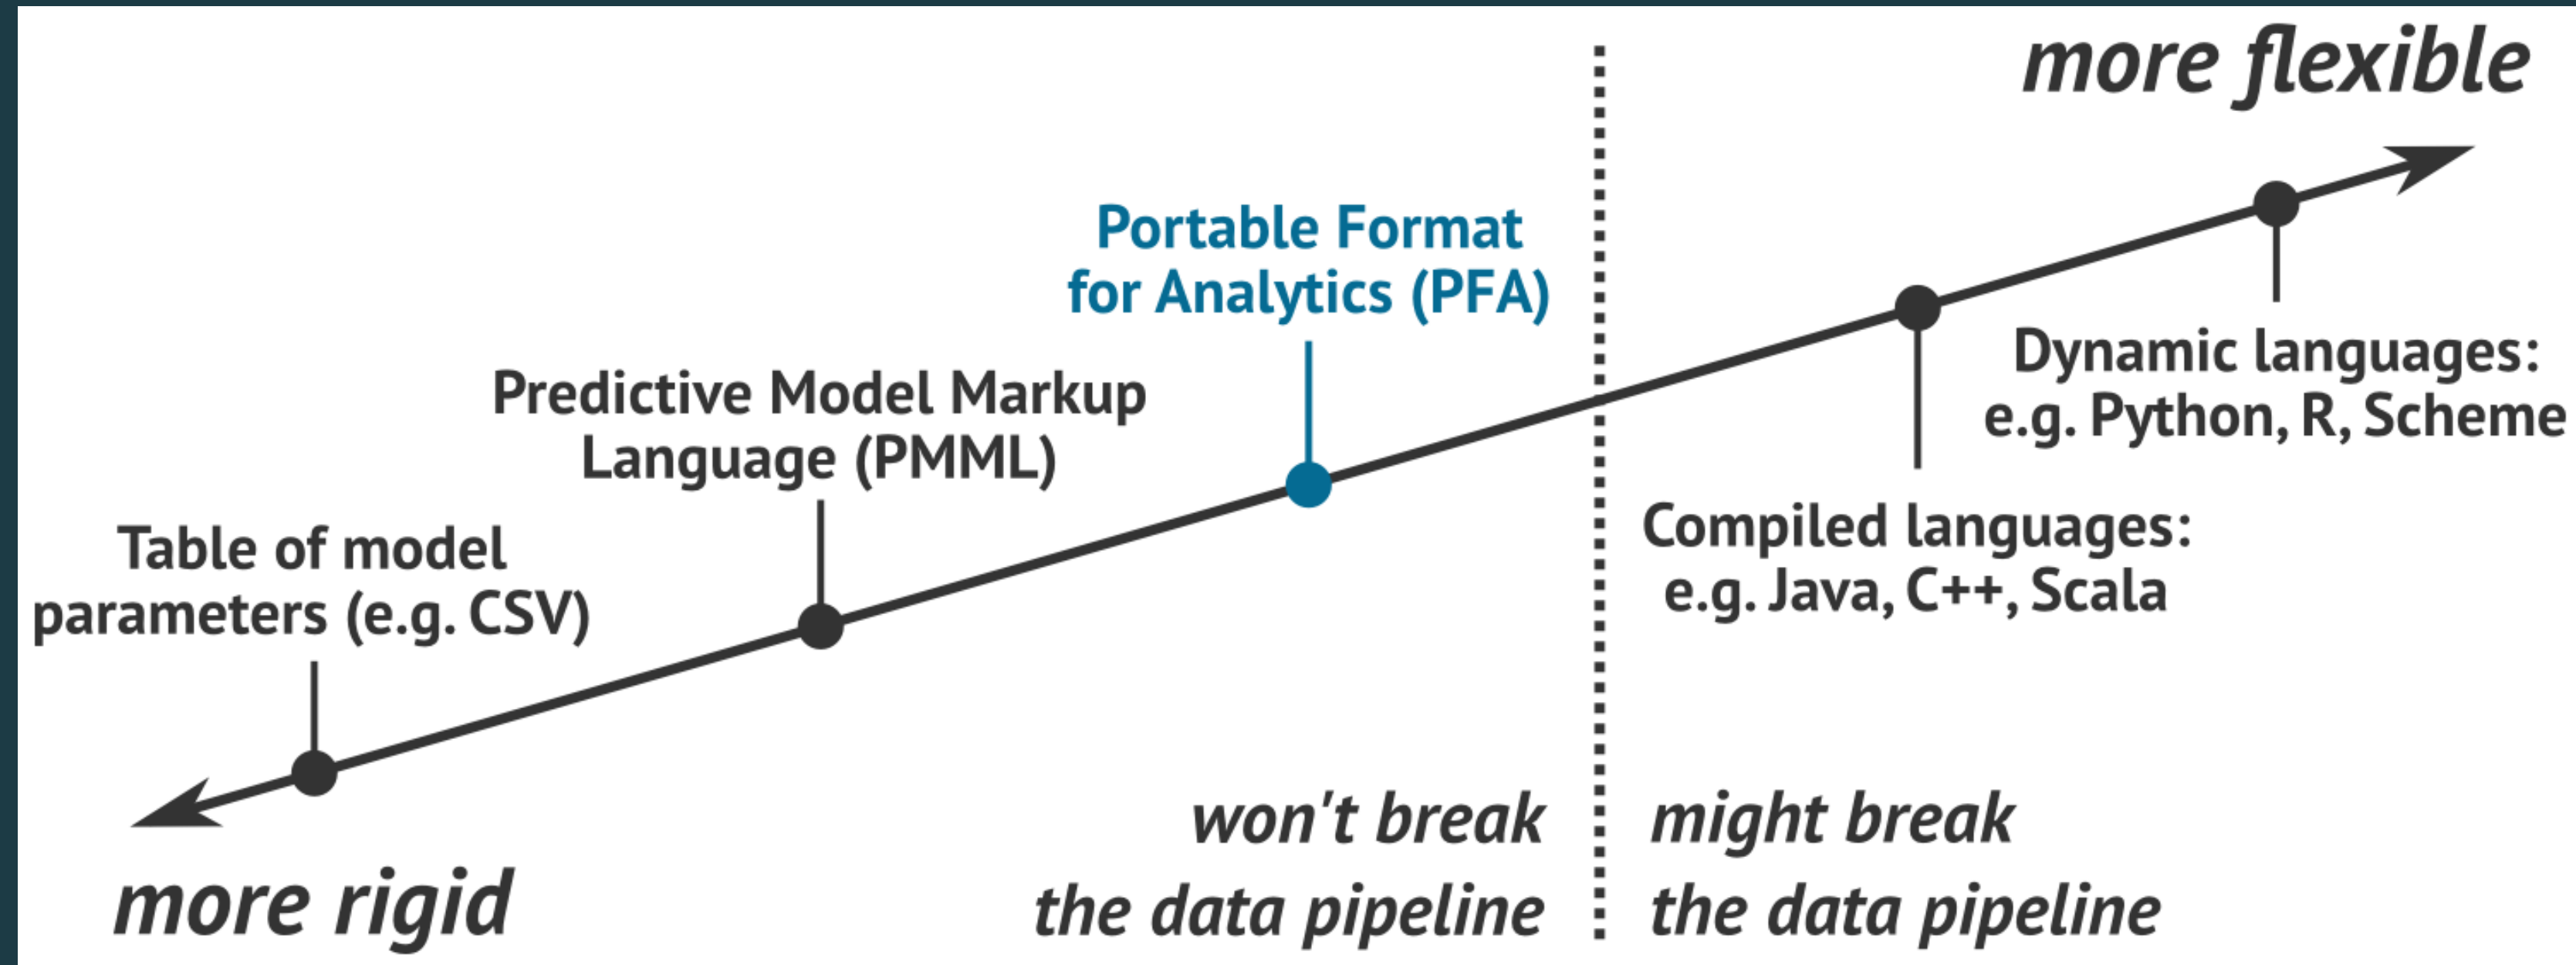 more flexible
Portable Format
for Analytics (PFA)
Dynamic languages:
e.g. Python, R, Scheme
Predictive Model Markup
Language (PMML)
Compiled languages:
e.g. Java, C++, Scala
Table of model
parameters (e.g. CSV)
won't break
the data pipeline
might break
the data pipeline
more rigid